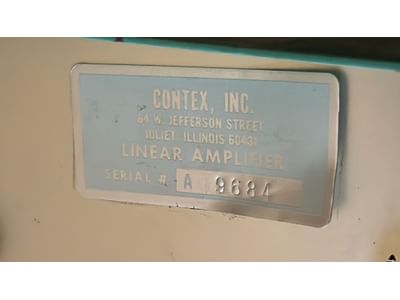 CONTEX, INC.
64 W. JEFFERSON STREET
JOLIET, ILLINOIS 60431
LINEAR AMPLIFIER
SERIAL # A 9684